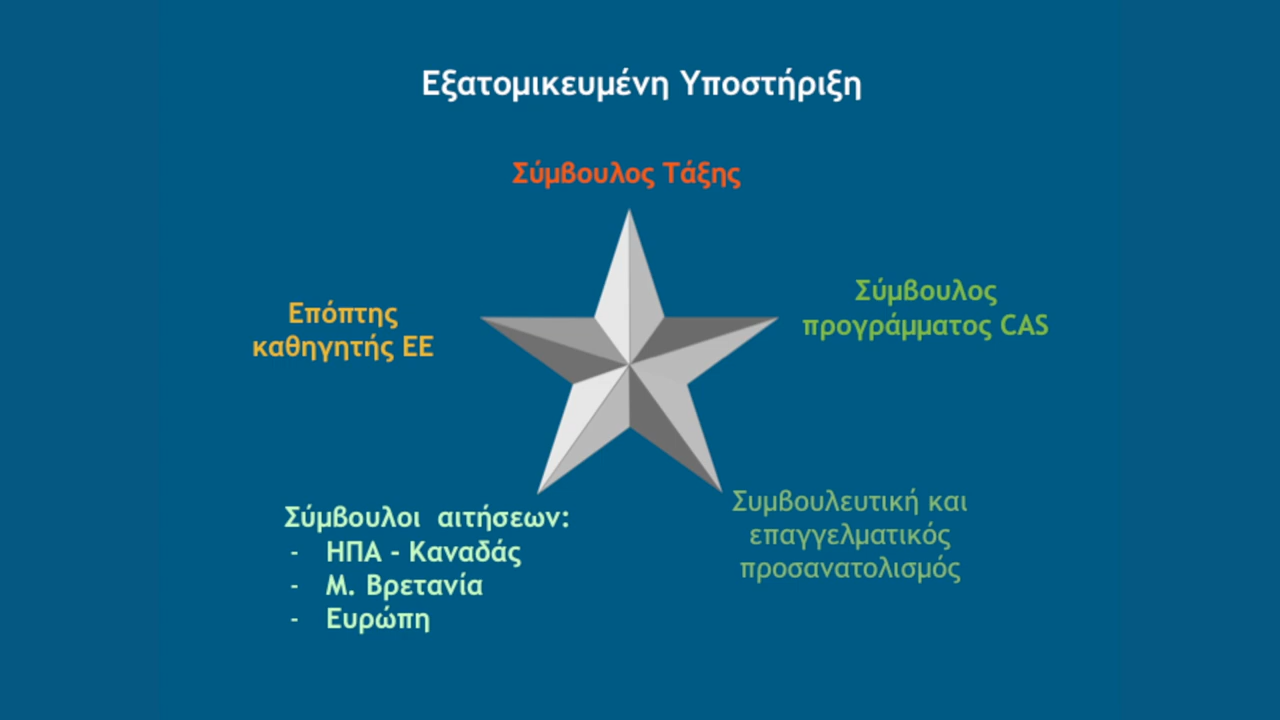 Εξατομικευμένη Υποστήριξη
Σύμβουλος Τάξης
Επόπτης
καθηγητής ΕΕ
Σύμβουλος
προγράμματος CAS
Σύμβουλοι αιτήσεων:
- ΗΠΑ - Καναδάς
- Μ. Βρετανία
- Ευρώπη
Συμβουλευτική και
επαγγελματικός
προσανατολισμός